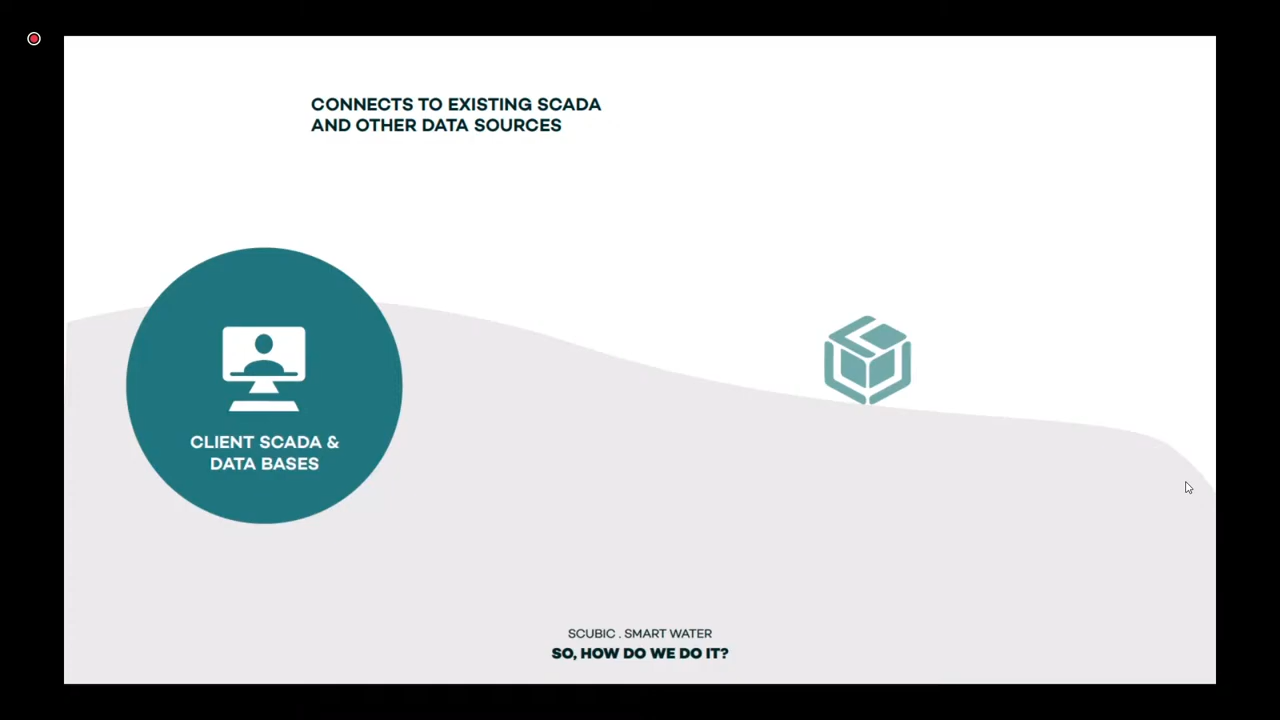 CONNECTS TO EXISTING SCADA
AND OTHER DATA SOURCES
CLIENT SCADA &
DATA BASES
SCUBIC . SMART WATER
SO, HOW DO WE DO IT?